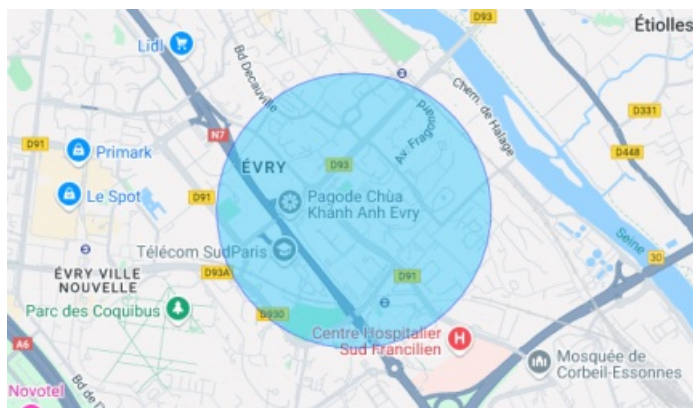 D93
Étiolles
Lidl
Bd Decauville
Chem. de Halage
D331
N7
Av. Fragonard
D91
Primark
D448
ÉVRY
D93
Le Spot
D91
Pagode Chùa
Khánh Anh Evry
Télécom SudParis
Seine
30
ÉVRY VILLE
NOUVELLE
D93A
D91
Parc des Coquibus
D930
Centre Hospitalier
Sud Francilien
H
A6
Mosquée de
Corbeil-Essonnes
Novotel
Bd de